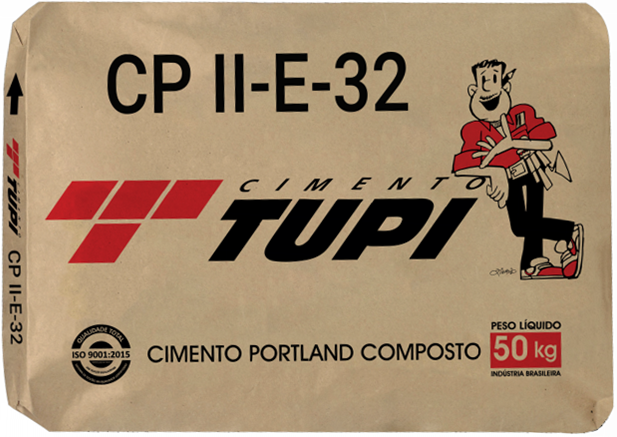 CP II-E-32
CIMENTO
TUPI
TUPI
CP II-E-32
QUALIDADE TOTAL
ISO 9001:2015
CIMENTO PORTLAND COMPOSTO
PESO LÍQUIDO
50 kg
INDÚSTRIA BRASILEIRA